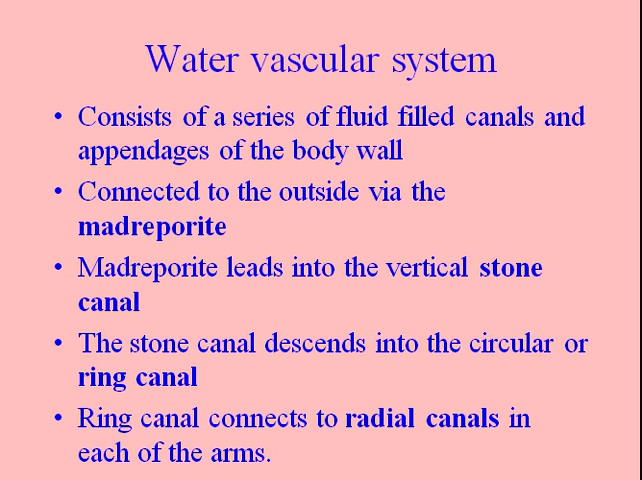 Water vascular system
• Consists of a series of fluid filled canals and
appendages of the body wall
• Connected to the outside via the
madreporite
• Madreporite leads into the vertical stone
canal
• The stone canal descends into the circular or
ring canal
• Ring canal connects to radial canals in
each of the arms.